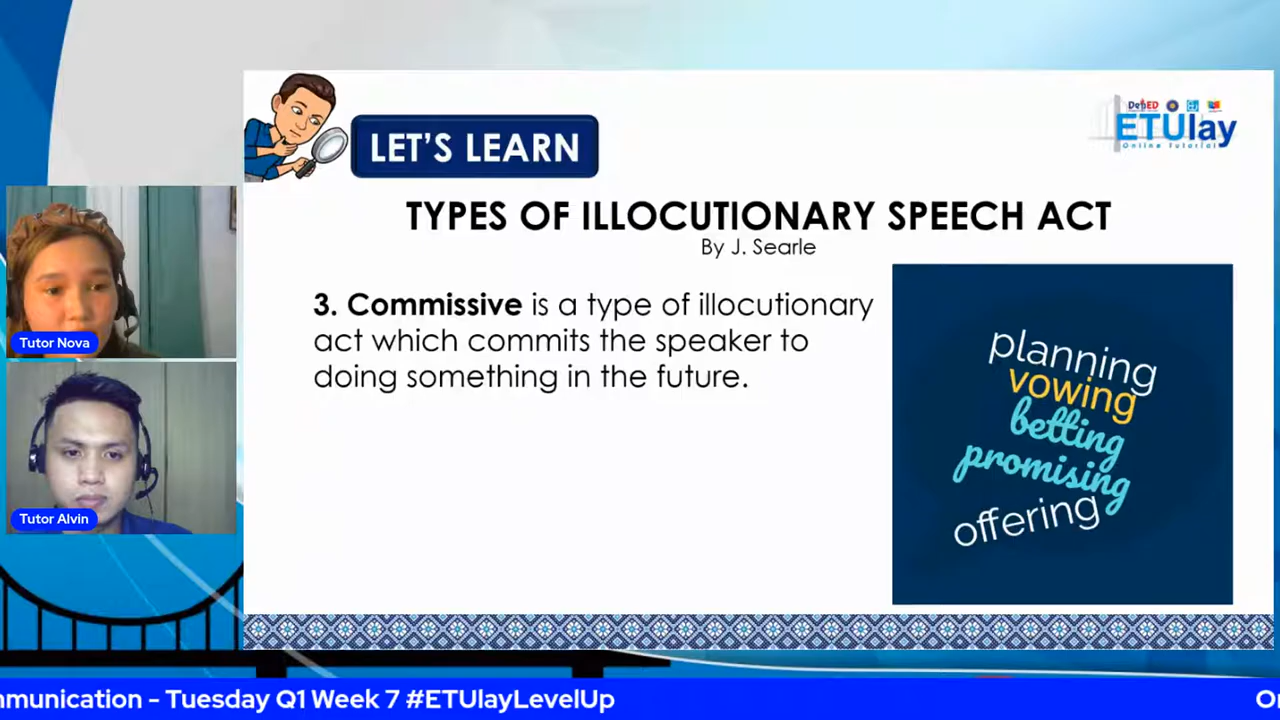 LET'S LEARN
DepED
ETUlay
Online Tutorial
TYPES OF ILLOCUTIONARY SPEECH ACT
By J. Searle
3. Commissive is a type of illocutionary
act which commits the speaker to
doing something in the future.
planning
vowing
betting
promising
offering
Tutor Nova
Tutor Alvin
mmunication - Tuesday Q1 Week 7 #ETUlayLevelUp